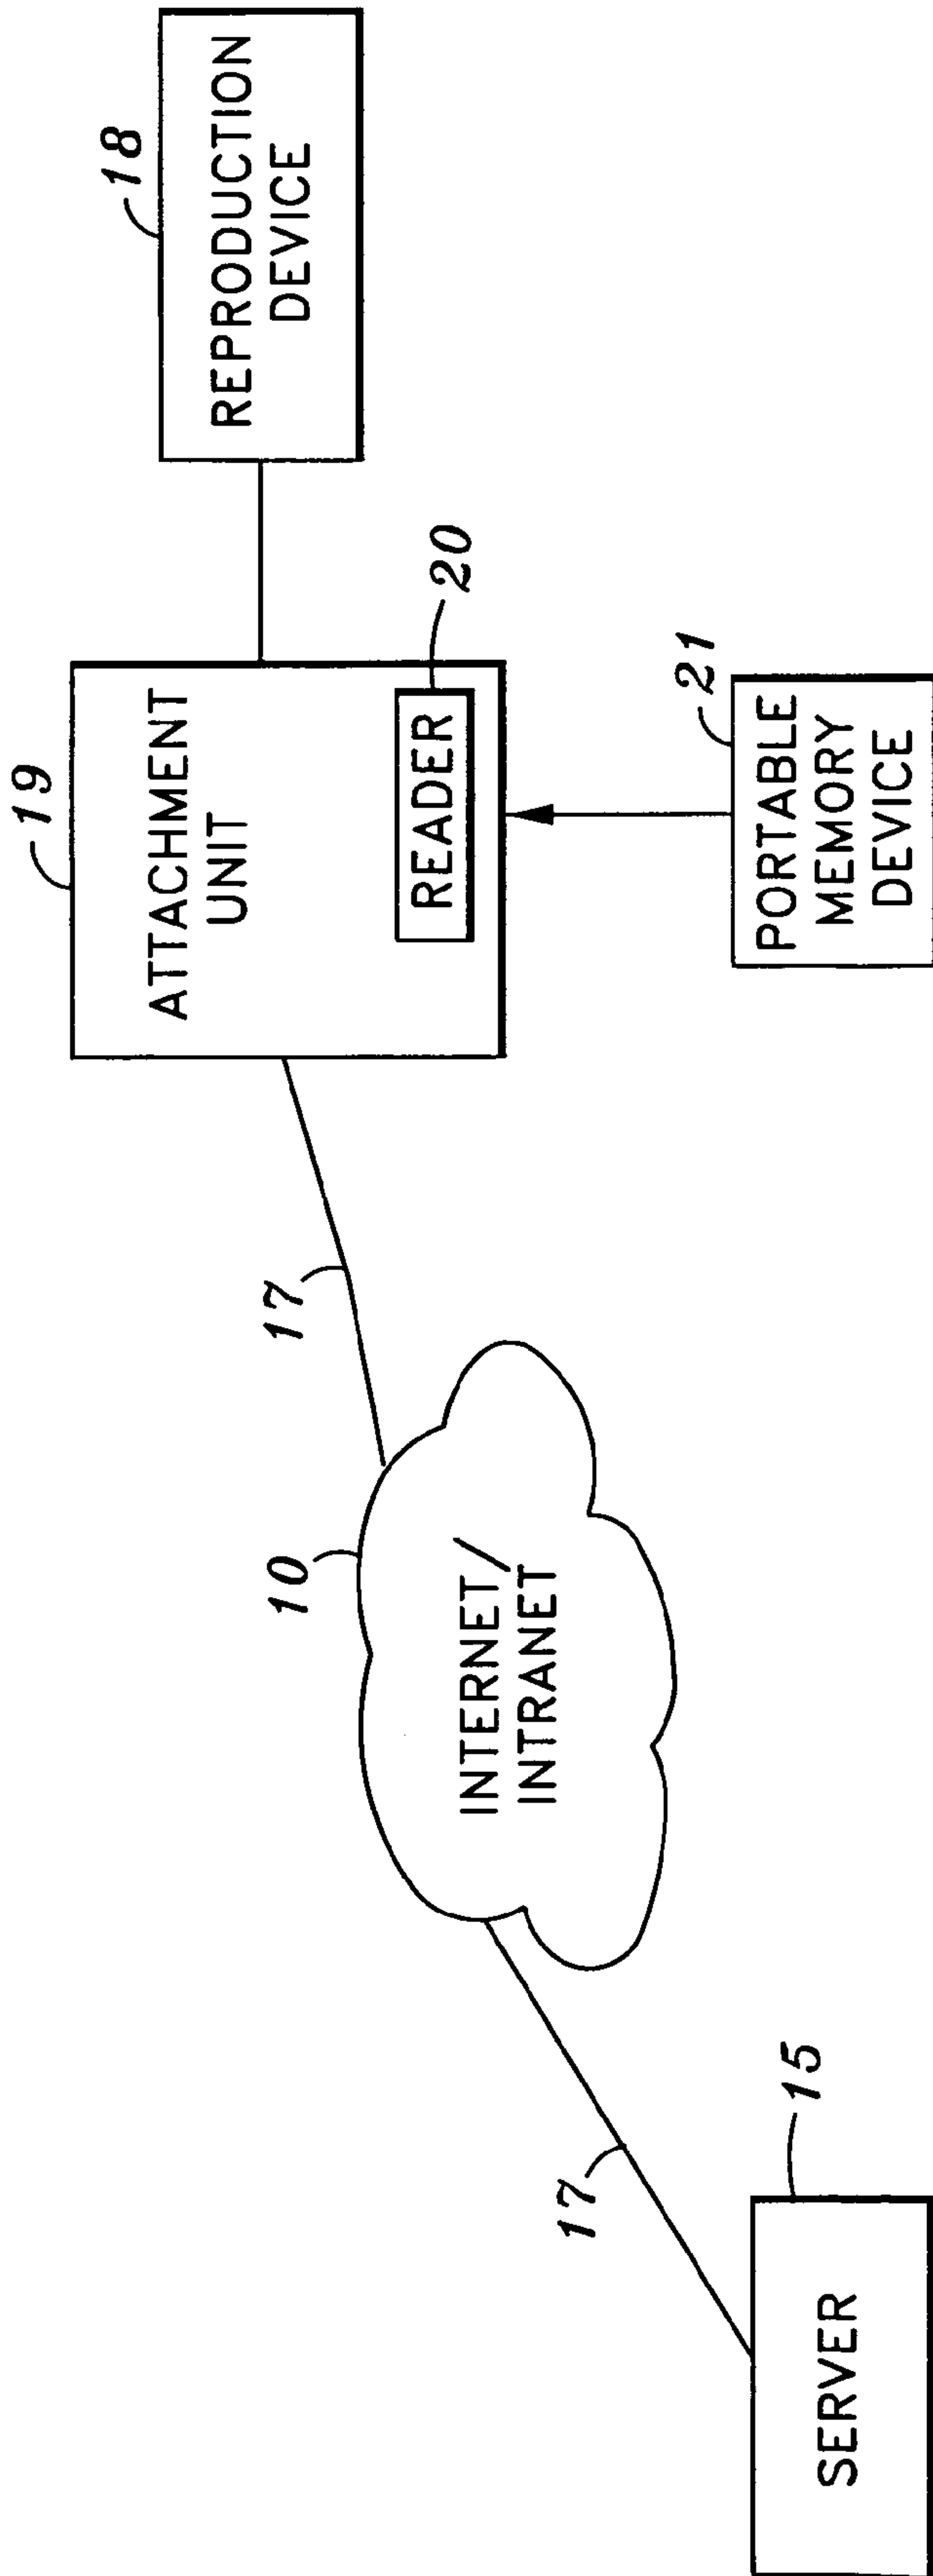 18
REPRODUCTION
DEVICE
19
ATTACHMENT
UNIT
20
READER
21
PORTABLE
MEMORY
DEVICE
17
10
INTERNET/
INTRANET
17
15
SERVER